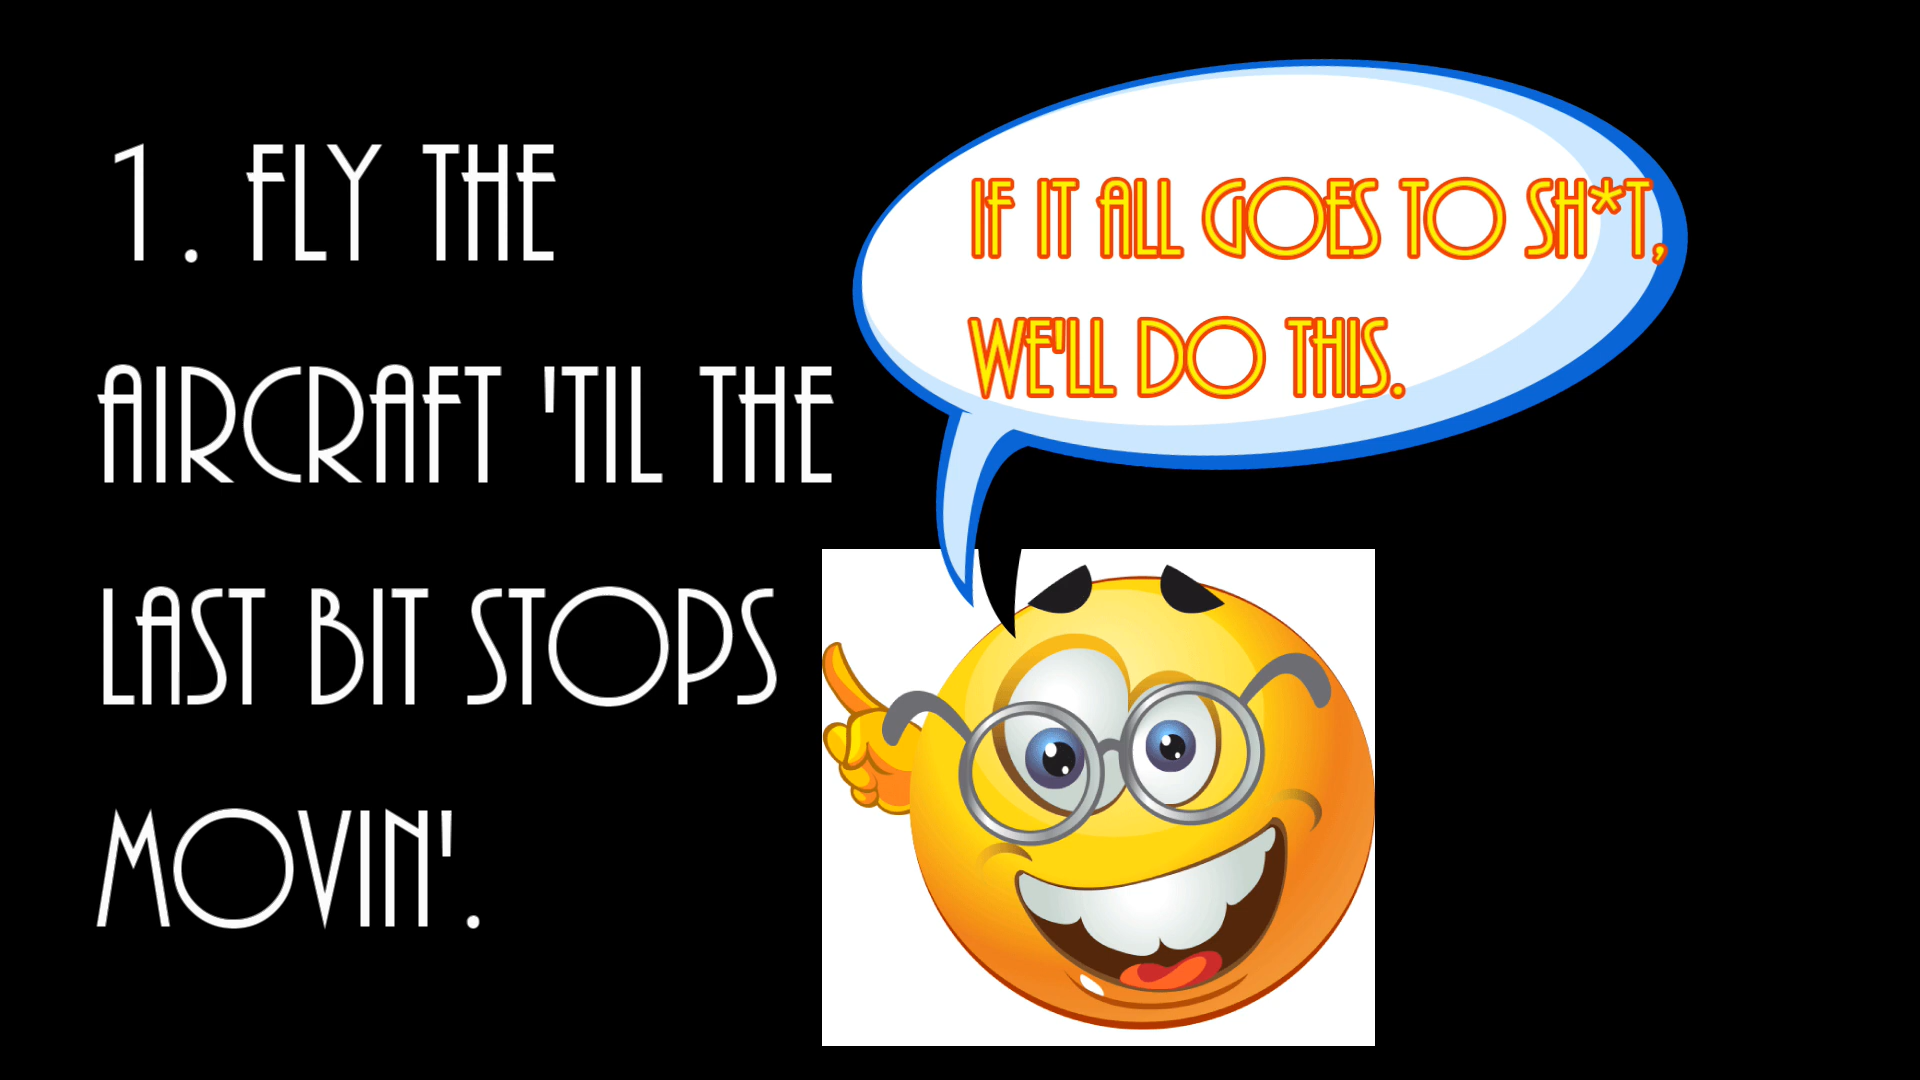 1. FLY THE
AIRCRAFT 'TIL THE
LAST BIT STOPS
MOVIN'.
IF IT ALL GOES TO SH*T,
WE'LL DO THIS.